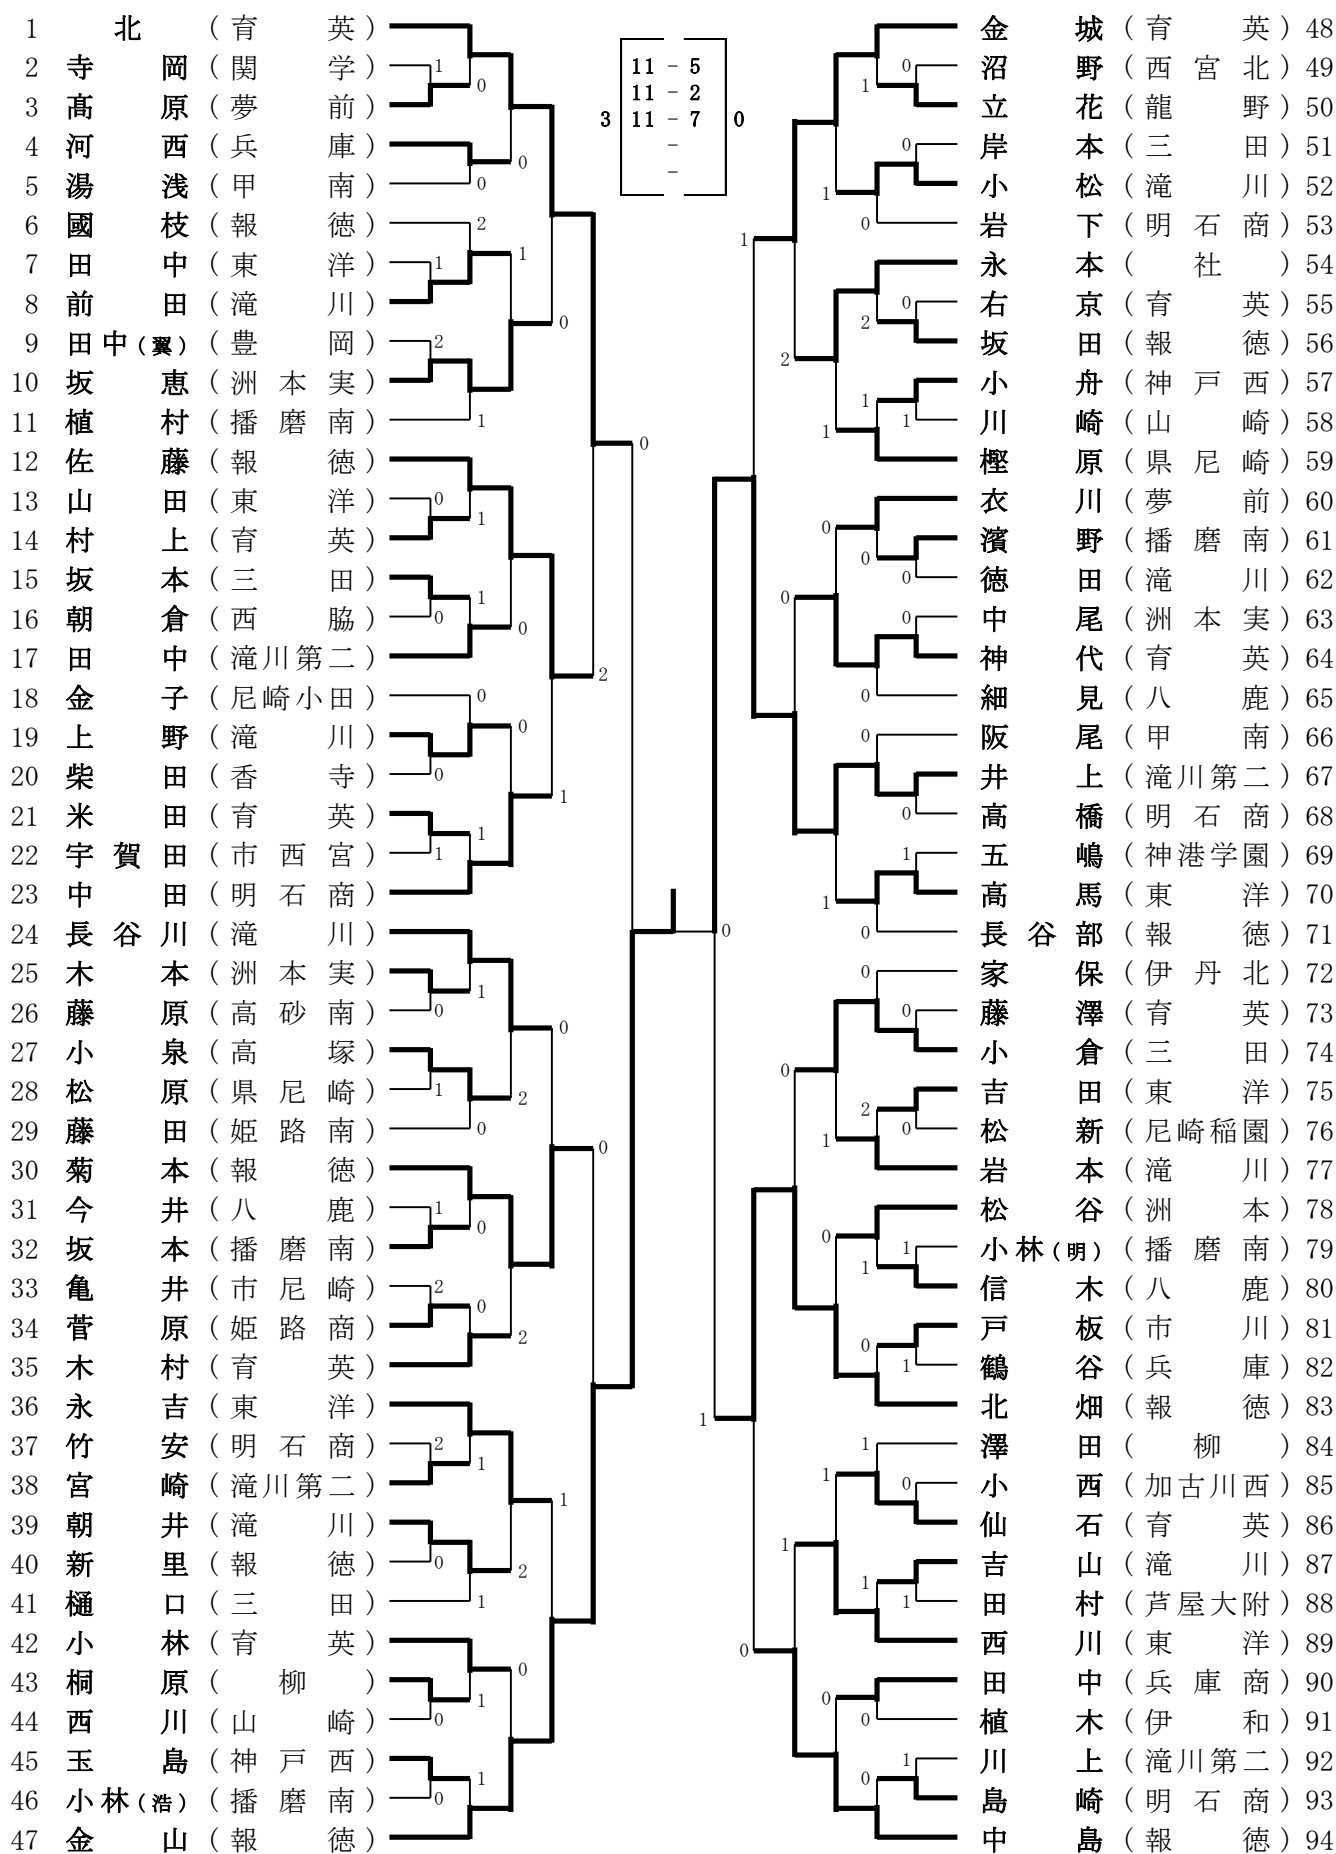 1 北 (育英)
2 寺岡 (関学)
3 髙原 (夢前)
4 河西 (兵庫)
5 湯浅 (甲南)
6 國枝 (報徳)
7 田中 (東洋)
8 前田 (滝川)
9 田中(翼) (豊岡)
10 坂恵 (洲本実)
11 植村 (播磨南)
12 佐藤 (報徳)
13 山田 (東洋)
14 村上 (育英)
15 坂本 (三田)
16 朝倉 (西脇)
17 田中 (滝川第二)
18 金子 (尼崎小田)
19 上野 (滝川)
20 柴田 (香寺)
21 米田 (育英)
22 宇賀田 (市西宮)
23 中田 (明石商)
24 長谷川 (滝川)
25 木本 (洲本実)
26 藤原 (高砂南)
27 小泉 (高塚)
28 松原 (県尼崎)
29 藤田 (姫路南)
30 菊本 (報徳)
31 今井 (八鹿)
32 坂本 (播磨南)
33 亀井 (市尼崎)
34 菅原 (姫路商)
35 木村 (育英)
36 永吉 (東洋)
37 竹安 (明石商)
38 宮崎 (滝川第二)
39 朝井 (滝川)
40 新里 (報徳)
41 樋口 (三田)
42 小林 (育英)
43 桐原 (柳)
44 西川 (山崎)
45 玉島 (神戸西)
46 小林(浩) (播磨南)
47 金山 (報徳)
11 - 5
11 - 2
3 11 - 7 0
-
-
金城 (育英) 48
沼野 (西宮北) 49
立花 (龍野) 50
岸本 (三田) 51
小松 (滝川) 52
岩下 (明石商) 53
永本 (社) 54
右京 (育英) 55
坂田 (報徳) 56
小舟 (神戸西) 57
川崎 (山崎) 58
樫原 (県尼崎) 59
衣川 (夢前) 60
濱野 (播磨南) 61
徳田 (滝川) 62
中尾 (洲本実) 63
神代 (育英) 64
細見 (八鹿) 65
阪尾 (甲南) 66
井上 (滝川第二) 67
高橋 (明石商) 68
五嶋 (神港学園) 69
高馬 (東洋) 70
長谷部 (報徳) 71
家保 (伊丹北) 72
藤澤 (育英) 73
小倉 (三田) 74
吉田 (東洋) 75
松新 (尼崎稲園) 76
岩本 (滝川) 77
松谷 (洲本) 78
小林(明) (播磨南) 79
信木 (八鹿) 80
戸板 (市川) 81
鶴谷 (兵庫) 82
北畑 (報徳) 83
澤田 (柳) 84
小西 (加古川西) 85
仙石 (育英) 86
吉山 (滝川) 87
田村 (芦屋大附) 88
西川 (東洋) 89
田中 (兵庫商) 90
植木 (伊和) 91
川上 (滝川第二) 92
島崎 (明石商) 93
中島 (報徳) 94